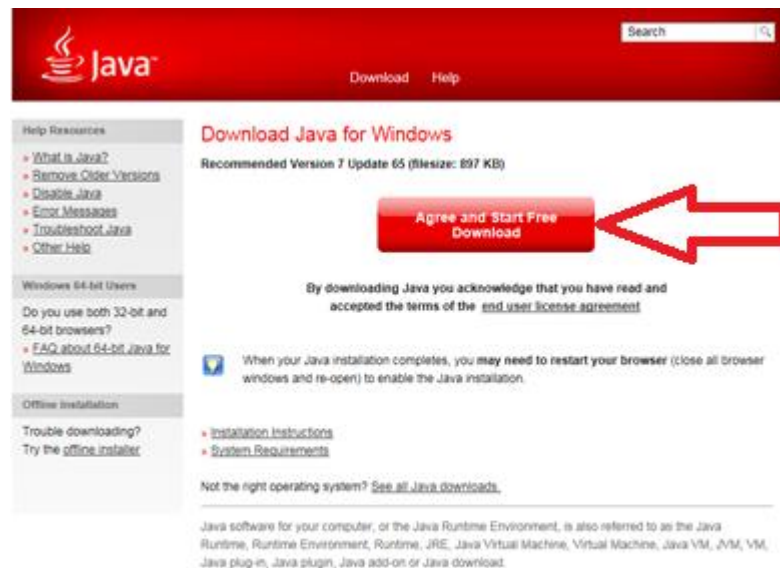 Search
Java
Download Help
Help Resources
What is Java?
Remove Older Versions
Disable Java
Error Messages
Troubleshoot Java
Other Help
Windows 64-bit Users
Do you use both 32-bit and
64-bit browsers?
FAQ about 64-bit Java for
Windows
Offline Installation
Trouble downloading?
Try the offline installer
Download Java for Windows
Recommended Version 7 Update 65 (filesize: 897 KB)
Agree and Start Free
Download
By downloading Java you acknowledge that you have read and
accepted the terms of the end user license agreement
When your Java installation completes, you may need to restart your browser (close all browser
windows and re-open) to enable the Java installation.
Installation Instructions
System Requirements
Not the right operating system? See all Java downloads.
Java software for your computer, or the Java Runtime Environment, is also referred to as the Java
Runtime, Runtime Environment, Runtime, JRE, Java Virtual Machine, Virtual Machine, Java VM, JVM, VM,
Java plug-in, Java plugin, Java add-on or Java download.